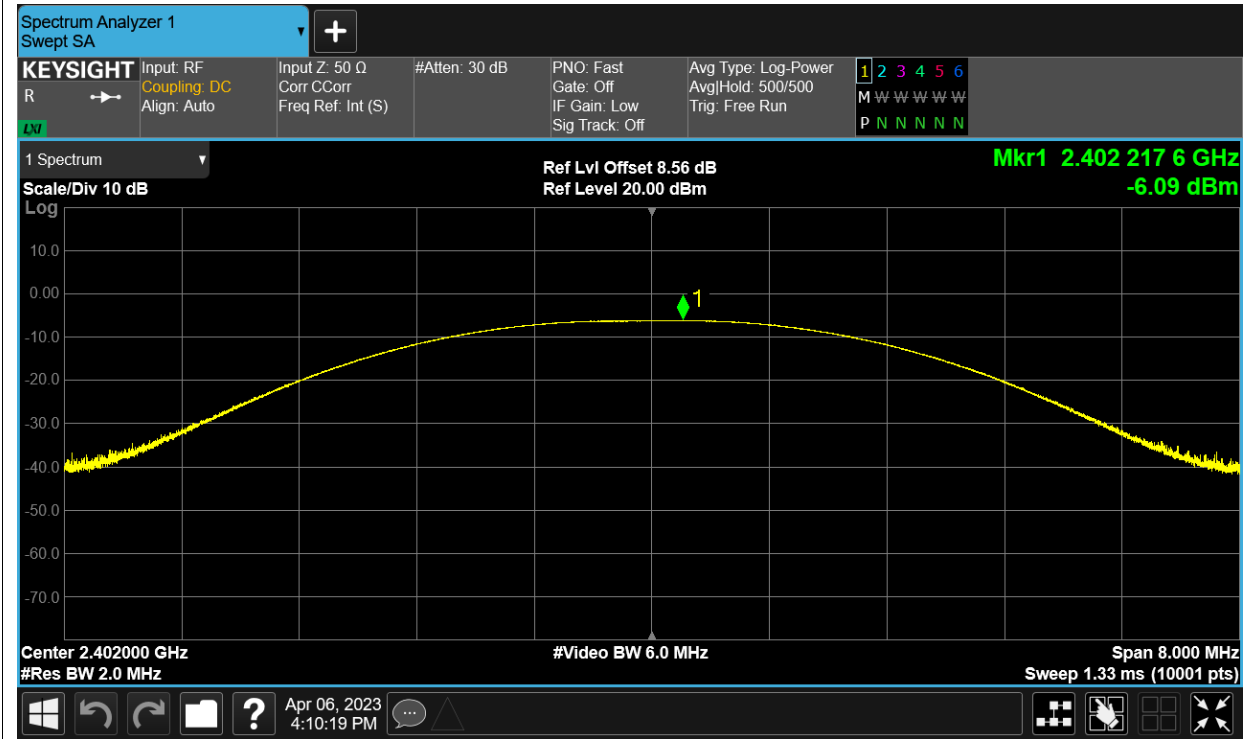 Spectrum Analyzer 1
Swept SA
KEYSIGHT
R
LXI
Input: RF
Coupling: DC
Align: Auto
Input Z: 50 Ω
Corr CCorr
Freq Ref: Int (S)
#Atten: 30 dB
PNO: Fast
Gate: Off
IF Gain: Low
Sig Track: Off
Avg Type: Log-Power
Avg|Hold: 500/500
Trig: Free Run
1 2 3 4 5 6
M W W W W W
P N N N N N
1 Spectrum
Scale/Div 10 dB
Ref Lvl Offset 8.56 dB
Ref Level 20.00 dBm
Mkr1 2.402 217 6 GHz
-6.09 dBm
Log
10.0
0.00
-10.0
-20.0
-30.0
-40.0
-50.0
-60.0
-70.0
1
Center 2.402000 GHz
#Res BW 2.0 MHz
#Video BW 6.0 MHz
Span 8.000 MHz
Sweep 1.33 ms (10001 pts)
?
Apr 06, 2023
4:10:19 PM